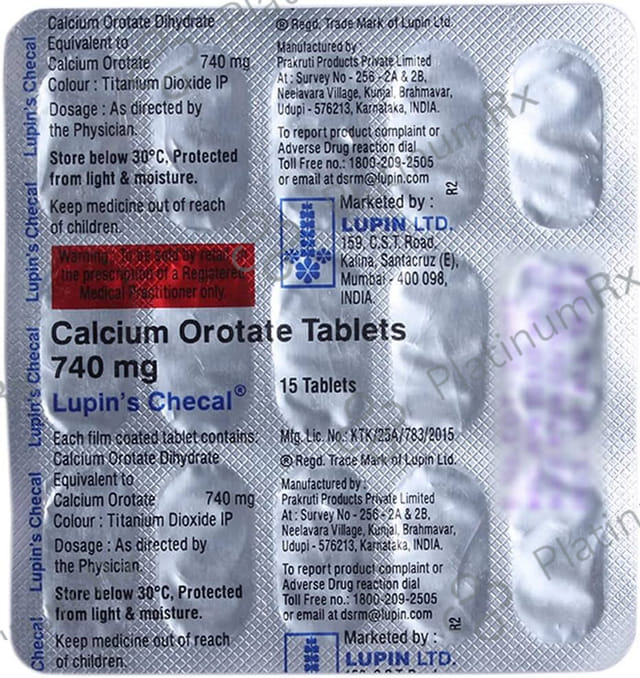 Calcium Orotate Dihydrate
Equivalent to
Calcium Orotate 740 mg
Colour : Titanium Dioxide IP
Dosage : As directed by
the Physician.
Store below 30°C, Protected
from light & moisture.
Keep medicine out of reach
of children.
Warning : To be sold by retail
the prescription of a Registered
Medical Practitioner only.
® Regd. Trade Mark of Lupin Ltd.
Manufactured by :
Prakruti Products Private Limited
At : Survey No - 256 - 2A & 2B,
Neelavara Village, Kunjal, Brahmavar,
Udupi - 576213, Karnataka, INDIA.
To report product complaint or
Adverse Drug reaction dial
Toll Free no.: 1800-209-2505
or email at dsrm@lupin.com
R2
Marketed by :
LUPIN LTD.
159, C.S.T. Road,
Kalina, Santacruz (E),
Mumbai - 400 098,
INDIA.
Calcium Orotate Tablets
740 mg
Lupin's Checal®
15 Tablets
Each film coated tablet contains:
Calcium Orotate Dihydrate
Equivalent to
Calcium Orotate 740 mg
Colour : Titanium Dioxide IP
Dosage : As directed by
the Physician.
Store below 30°C, Protected
from light & moisture.
Keep medicine out of reach
of children.
Mfg. Lic. No.: KTK/25A/783/2015
® Regd. Trade Mark of Lupin Ltd.
Manufactured by :
Prakruti Products Private Limited
At : Survey No - 256 - 2A & 2B,
Neelavara Village, Kunjal, Brahmavar,
Udupi - 576213, Karnataka, INDIA.
To report product complaint or
Adverse Drug reaction dial
Toll Free no.: 1800-209-2505
or email at dsrm@lupin.com
R2
Marketed by :
LUPIN LTD.
Lupin's Checal
Lupin's Checal
Lupin's Checal
Lupin's Checal
Checal
PlatinumRx
PlatinumRx
Platin